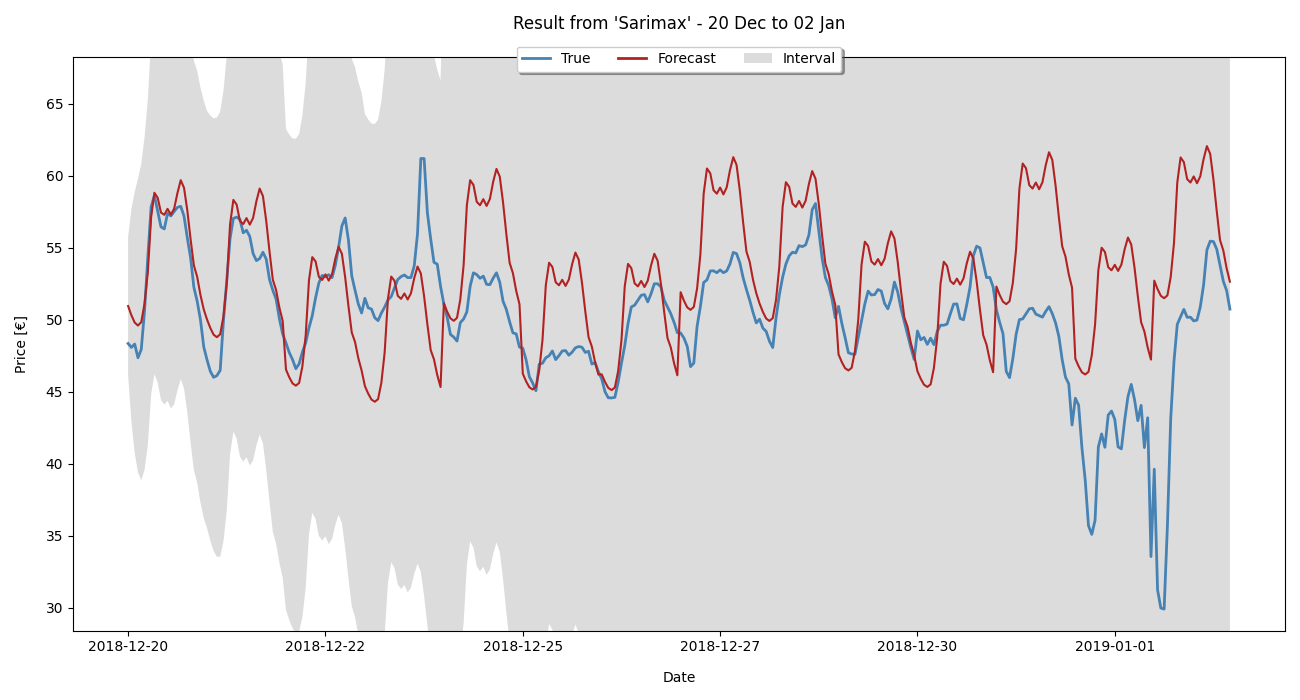 Result from 'Sarimax' - 20 Dec to 02 Jan
True Forecast Interval
Price [€]
65
60
55
50
45
40
35
30
2018-12-20 2018-12-22 2018-12-25 2018-12-27 2018-12-30 2019-01-01
Date